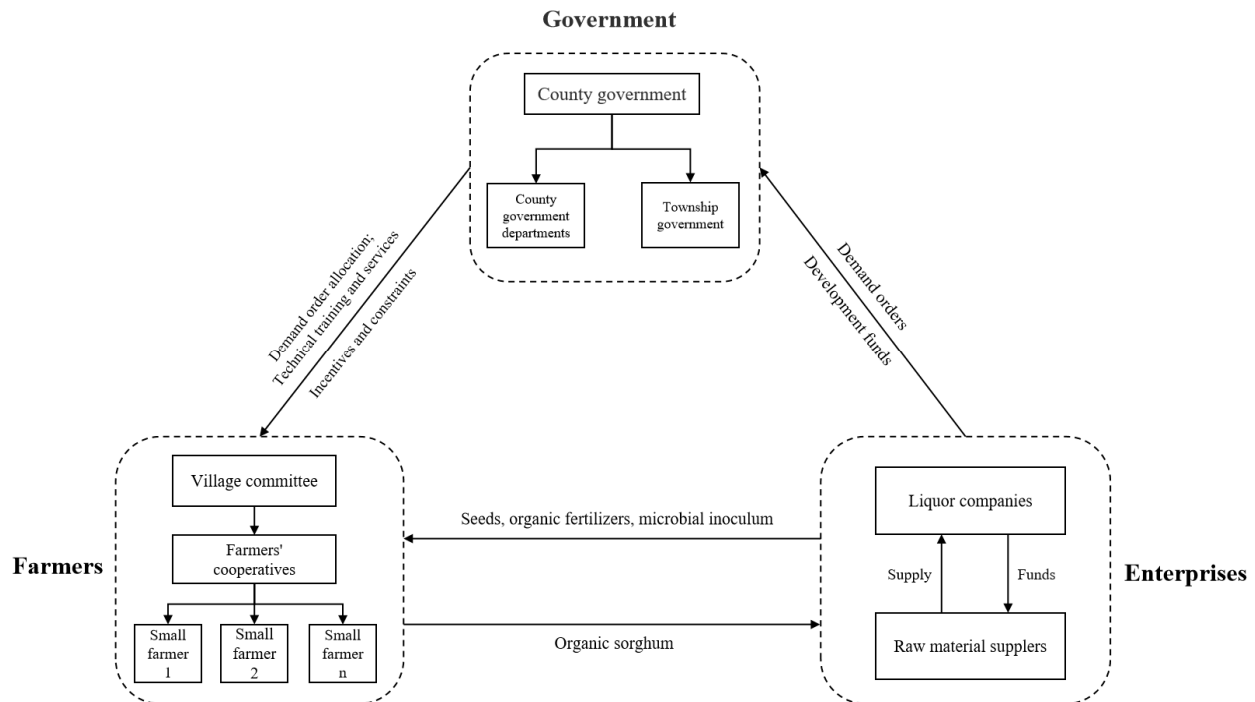 Government
County government
County
government
departments
Township
government
Demand order allocation;
Technical training and services
Incentives and constraints
Demand orders
Development funds
Farmers
Village committee
Farmers'
cooperatives
Small
farmer
1
Small
farmer
2
Small
farmer
n
Seeds, organic fertilizers, microbial inoculum
Organic sorghum
Liquor companies
Supply
Funds
Raw material supplers
Enterprises